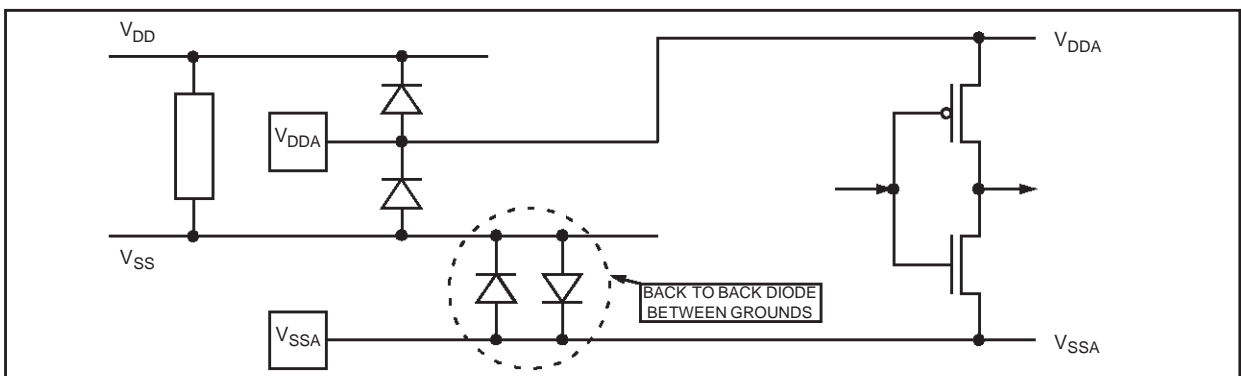 VDD
VDDA
VDDA
VSS
BACK TO BACK DIODE
BETWEEN GROUNDS
VSSA
VSSA